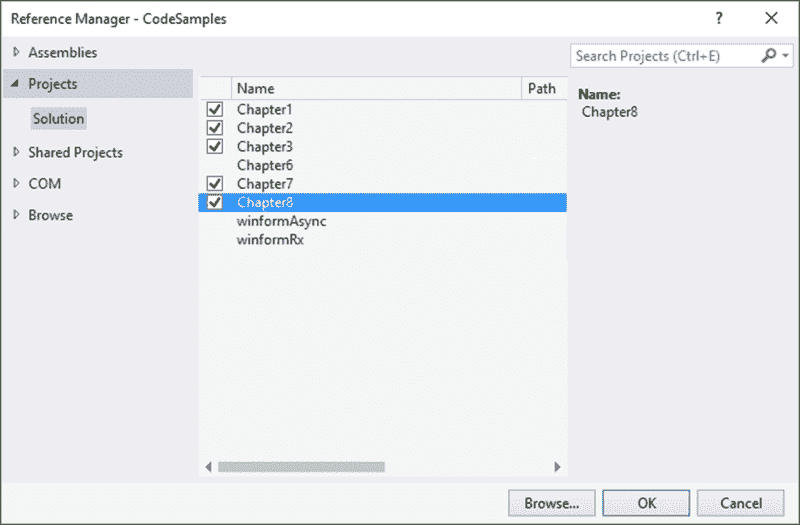 Reference Manager - CodeSamples
?
Assemblies
Projects
Solution
Shared Projects
COM
Browse
Name
Path
Chapter1
Chapter2
Chapter3
Chapter6
Chapter7
Chapter8
winformAsync
winformRx
Search Projects (Ctrl+E)
Name:
Chapter8
Browse...
OK
Cancel